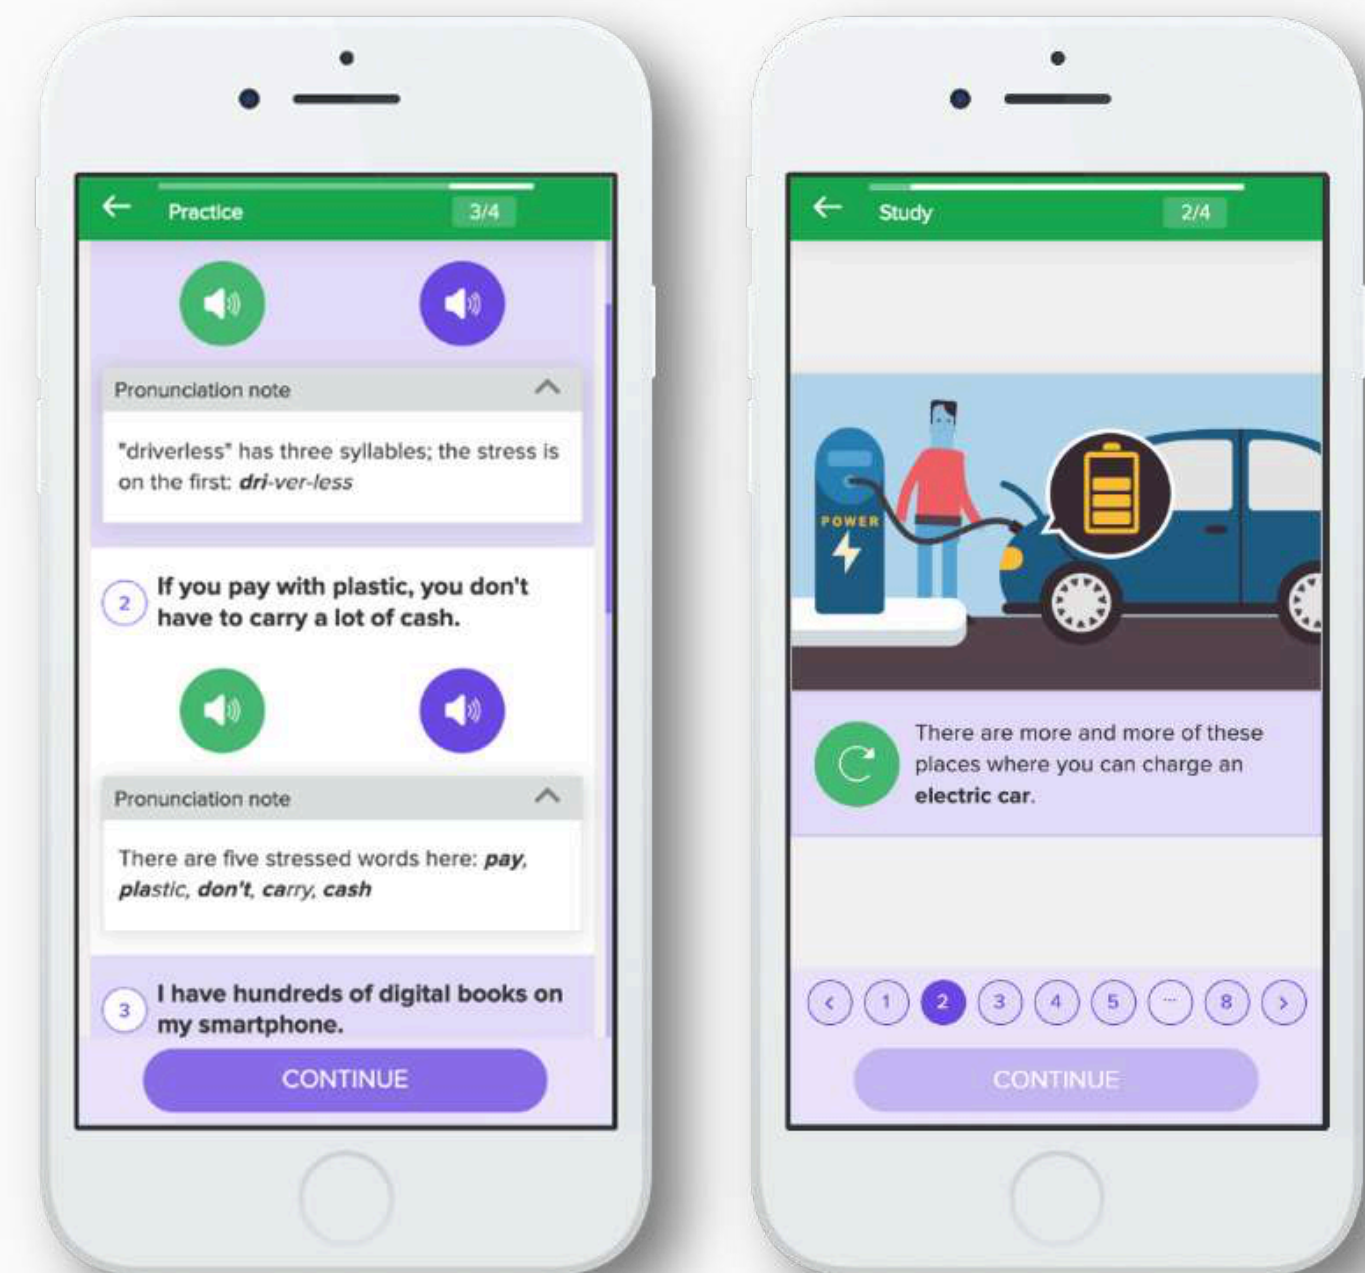 Practice
3/4
Pronunciation note
"driverless" has three syllables; the stress is
on the first: dri-ver-less
2
If you pay with plastic, you don't
have to carry a lot of cash.
Pronunciation note
There are five stressed words here: pay,
plastic, don't, carry, cash
3
I have hundreds of digital books on
my smartphone.
CONTINUE
Study
2/4
POWER
There are more and more of these
places where you can charge an
electric car.
1 2 3 4 5 ... 8
CONTINUE